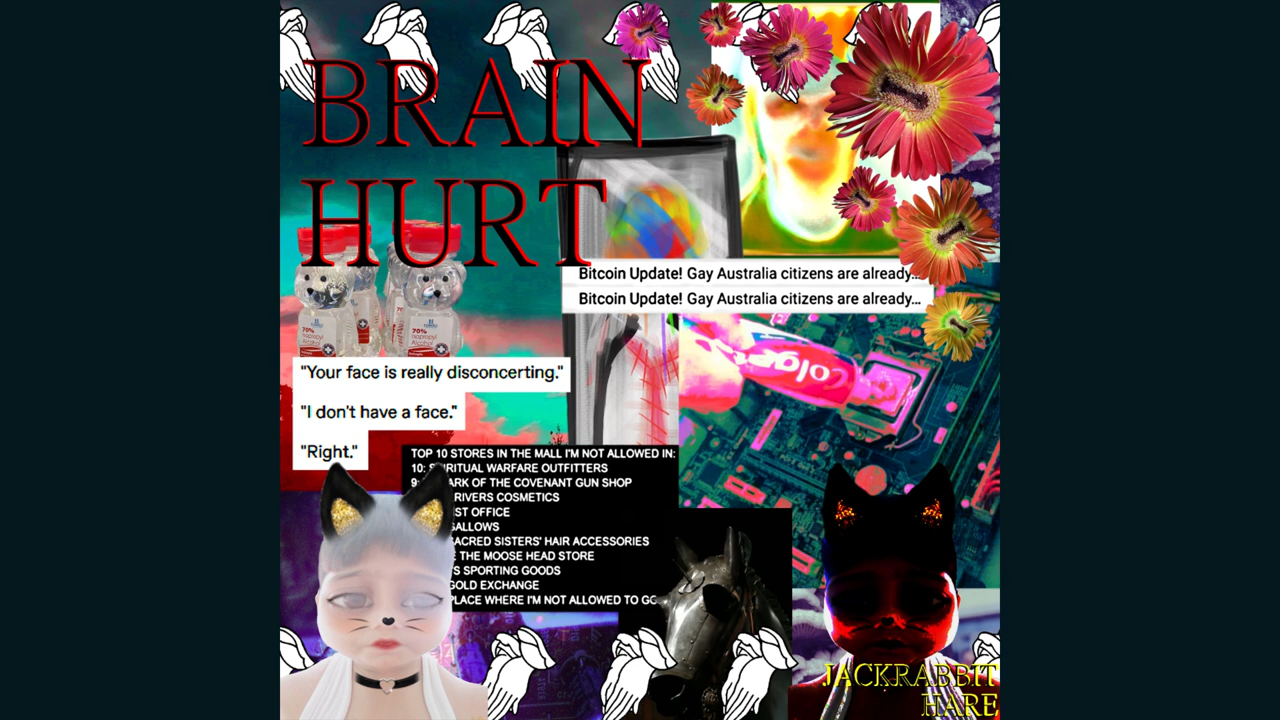 BRAIN
HURT
Bitcoin Update! Gay Australia citizens are already...
Bitcoin Update! Gay Australia citizens are already...
70%
Isopropyl
Alcohol
70%
Isopropyl
Alcohol
Colgate
"Your face is really disconcerting."
"I don't have a face."
"Right."
TOP 10 STORES IN THE MALL I'M NOT ALLOWED IN:
10: SPIRITUAL WARFARE OUTFITTERS
ARK OF THE COVENANT GUN SHOP
RIVERS COSMETICS
OFFICE
GALLOWS
SACRED SISTERS' HAIR ACCESSORIES
THE MOOSE HEAD STORE
SPORTING GOODS
GOLD EXCHANGE
PLACE WHERE I'M NOT ALLOWED TO GO
JACKRABBIT
HARE